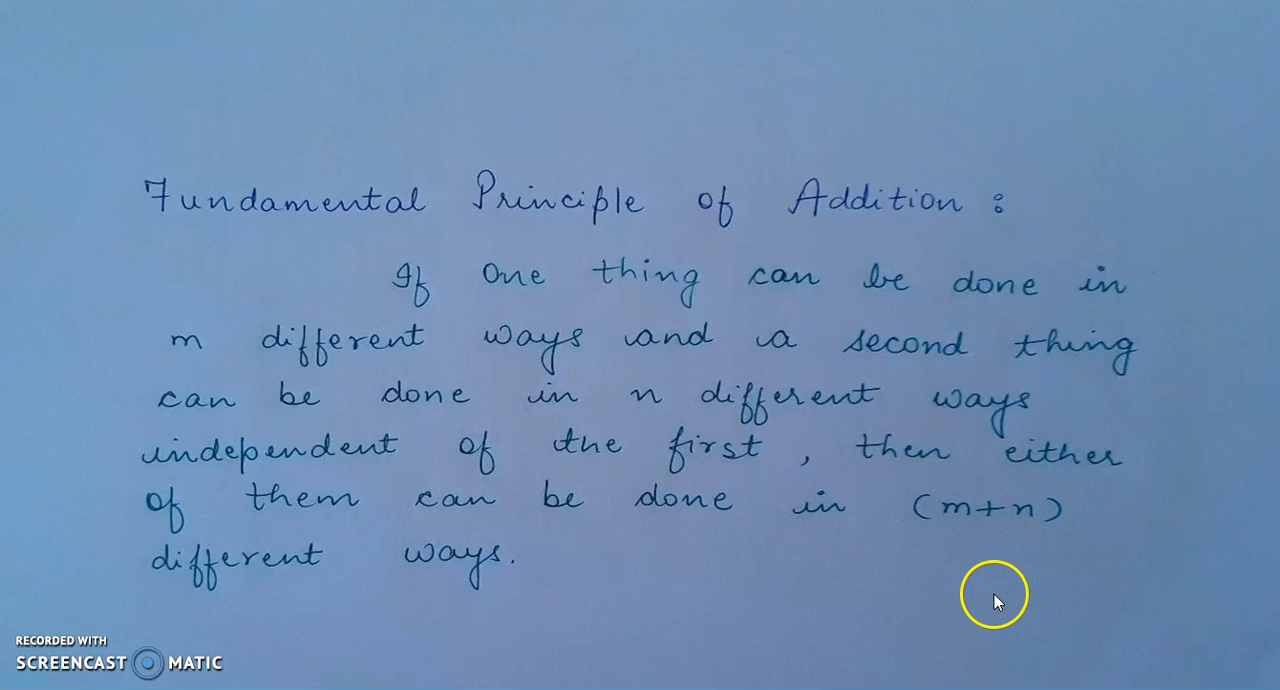 Fundamental Principle of Addition :
If One thing can be done in
m different ways and a second thing
can be done in n different ways
independent of the first, then either
of them can be done in (m+n)
different ways.
RECORDED WITH
SCREENCAST MATIC